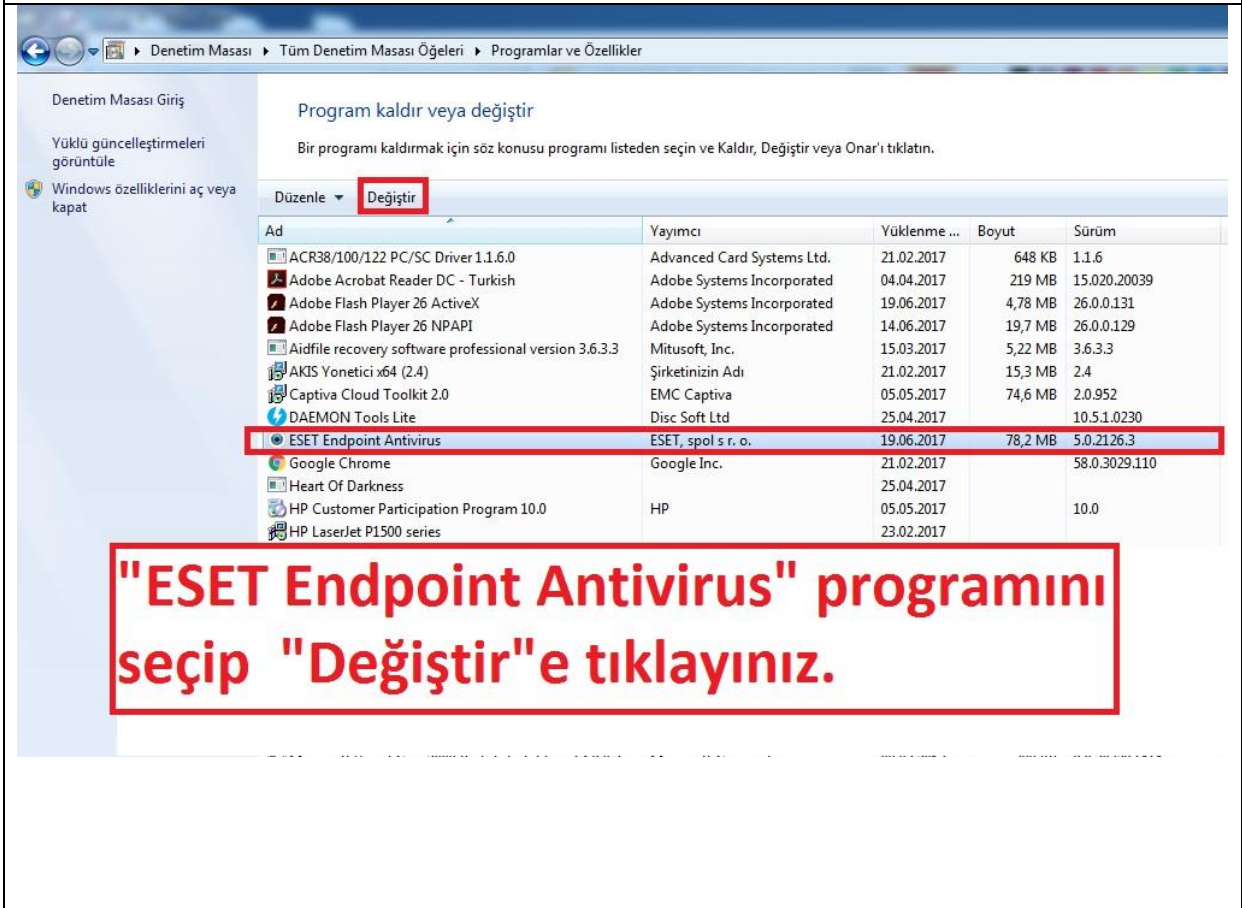 Denetim Masası ▸ Tüm Denetim Masası Öğeleri ▸ Programlar ve Özellikler
Denetim Masası Giriş
Yüklü güncelleştirmeleri
görüntüle
Windows özelliklerini aç veya
kapat
Program kaldır veya değiştir
Bir programı kaldırmak için söz konusu programı listeden seçin ve Kaldır, Değiştir veya Onar'ı tıklatın.
Düzenle Değiştir
Ad Yayımcı Yüklenme ... Boyut Sürüm
ACR38/100/122 PC/SC Driver 1.1.6.0 Advanced Card Systems Ltd. 21.02.2017 648 KB 1.1.6
Adobe Acrobat Reader DC - Turkish Adobe Systems Incorporated 04.04.2017 219 MB 15.020.20039
Adobe Flash Player 26 ActiveX Adobe Systems Incorporated 19.06.2017 4,78 MB 26.0.0.131
Adobe Flash Player 26 NPAPI Adobe Systems Incorporated 14.06.2017 19,7 MB 26.0.0.129
Aidfile recovery software professional version 3.6.3.3 Mitusoft, Inc. 15.03.2017 5,22 MB 3.6.3.3
AKIS Yonetici x64 (2.4) Şirketinizin Adı 21.02.2017 15,3 MB 2.4
Captiva Cloud Toolkit 2.0 EMC Captiva 05.05.2017 74,6 MB 2.0.952
DAEMON Tools Lite Disc Soft Ltd 25.04.2017 10.5.1.0230
ESET Endpoint Antivirus ESET, spol s r. o. 19.06.2017 78,2 MB 5.0.2126.3
Google Chrome Google Inc. 21.02.2017 58.0.3029.110
Heart Of Darkness 25.04.2017
HP Customer Participation Program 10.0 HP 05.05.2017 10.0
HP LaserJet P1500 series 23.02.2017
"ESET Endpoint Antivirus" programını
seçip "Değiştir"e tıklayınız.